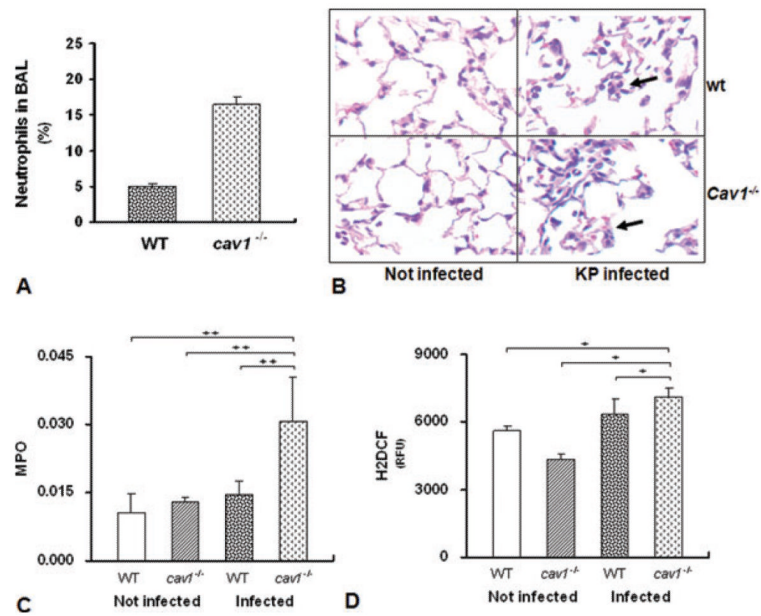 25
20
15
10
5
0
Neutrophils in BAL
(%)
WT
cav1 -/-
A
wt
Cav1-/-
Not infected
KP infected
B
**
**
**
0.045
0.030
0.015
0.000
MPO
WT
cav1-/-
WT
cav1-/-
Not infected
Infected
C
*
*
*
9000
6000
3000
0
H2DCF
(RFU)
WT
cav1-/-
WT
cav1-/-
Not infected
Infected
D